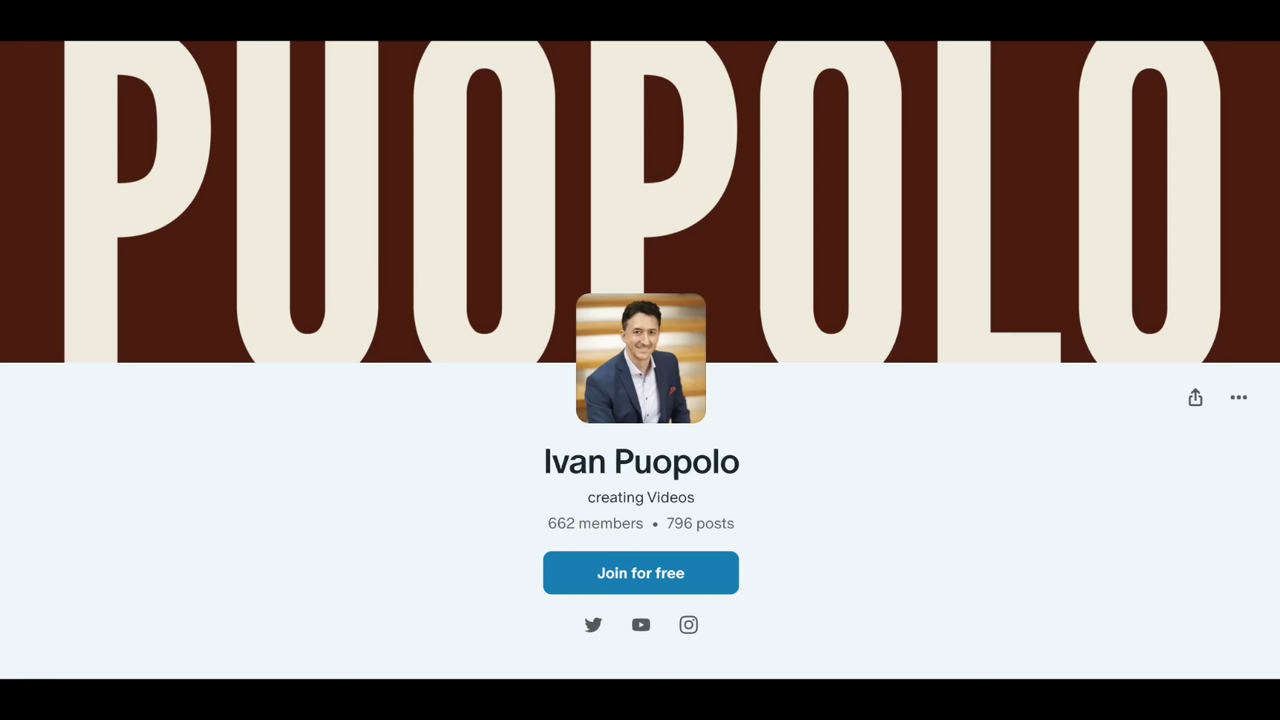 PUOPOLO
Ivan Puopolo
creating Videos
662 members • 796 posts
Join for free